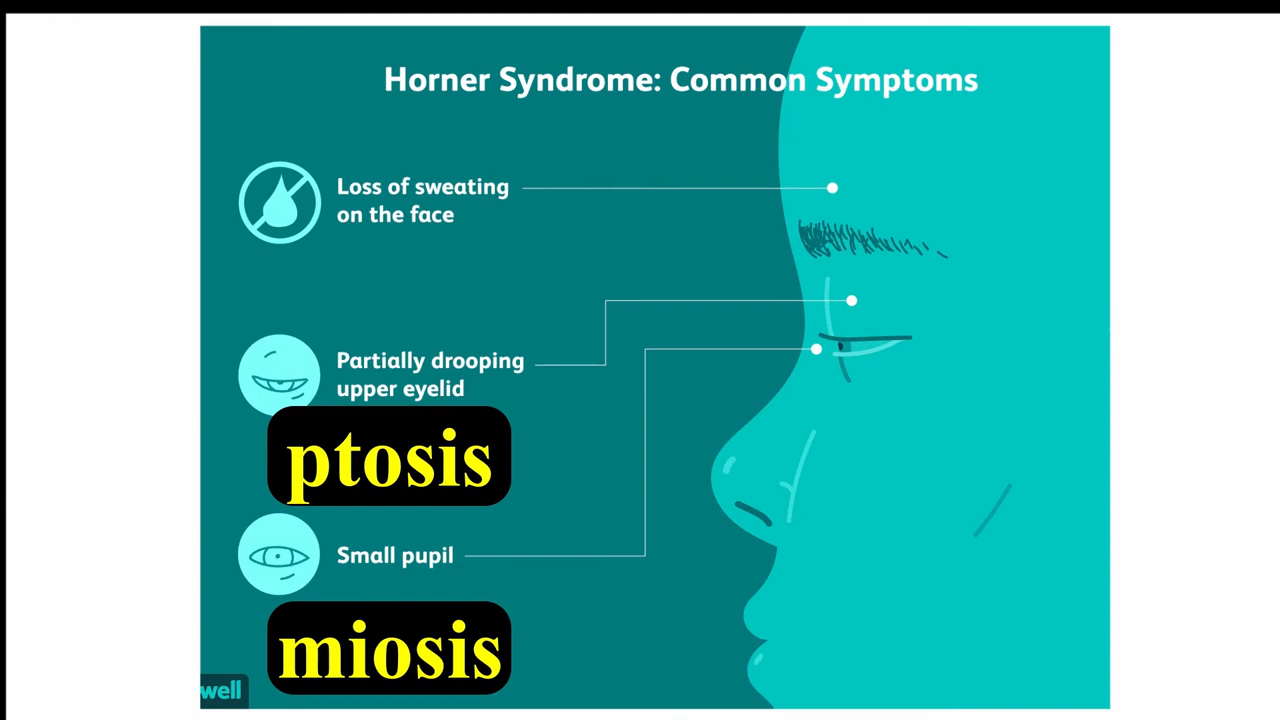 Horner Syndrome: Common Symptoms
Loss of sweating
on the face
Partially drooping
upper eyelid
ptosis
Small pupil
miosis
well